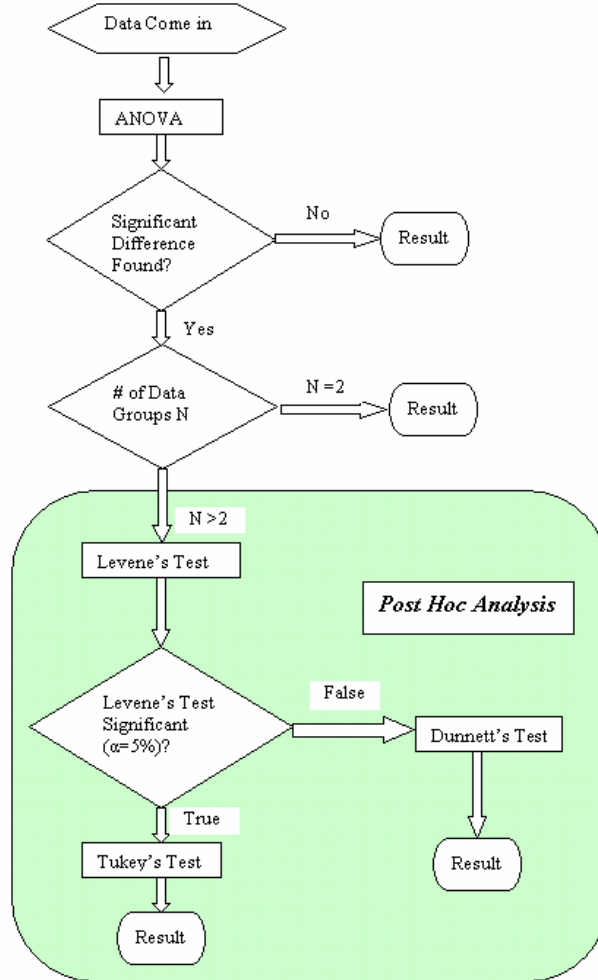 Data Come in
ANOVA
Significant
Difference
Found?
No
Result
Yes
# of Data
Groups N
N =2
Result
N >2
Levene's Test
Post Hoc Analysis
Levene's Test
Significant
(α=5%)?
False
Dunnett's Test
True
Tukey's Test
Result
Result